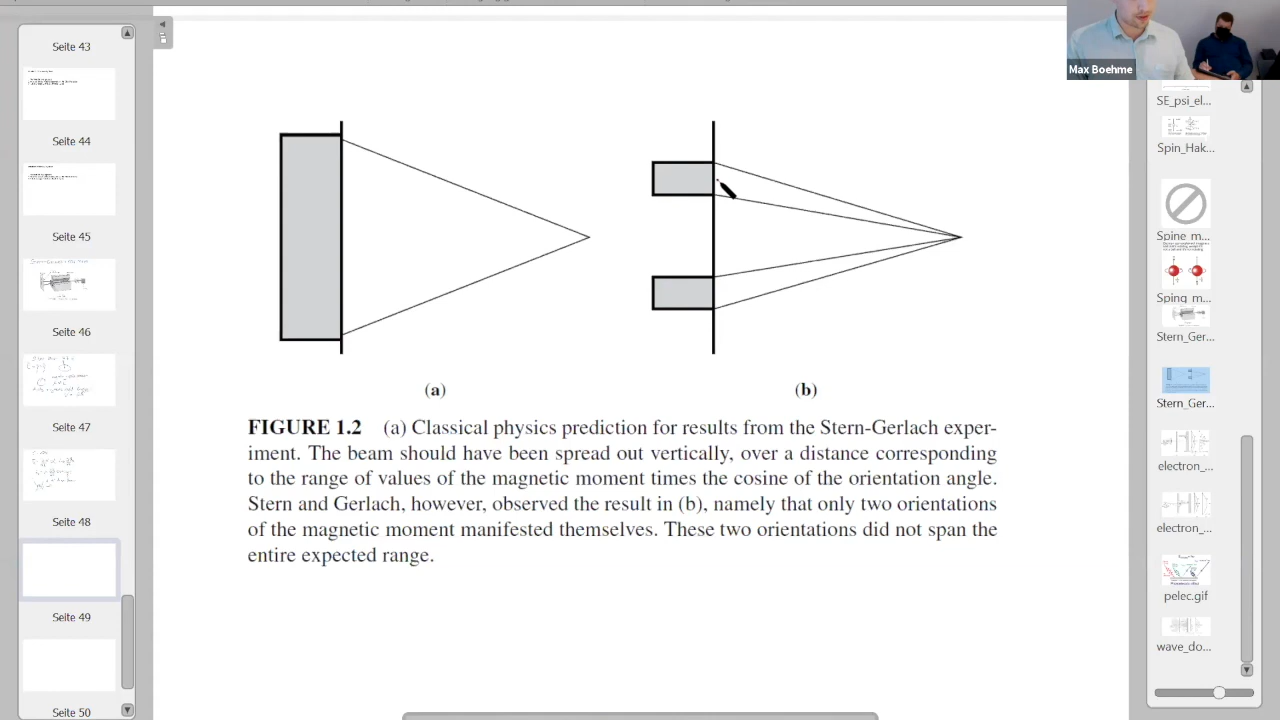 Seite 43
Seite 44
Seite 45
Seite 46
Seite 47
Seite 48
Seite 49
Seite 50
(a)
(b)
FIGURE 1.2 (a) Classical physics prediction for results from the Stern-Gerlach exper-
iment. The beam should have been spread out vertically, over a distance corresponding
to the range of values of the magnetic moment times the cosine of the orientation angle.
Stern and Gerlach, however, observed the result in (b), namely that only two orientations
of the magnetic moment manifested themselves. These two orientations did not span the
entire expected range.
Max Boehme
SE_psi_el...
Spin_Hak...
Spine_m...
Sping_m...
Stern_Ger...
Stern_Ger...
electron_...
electron_...
pelec.gif
wave_do...